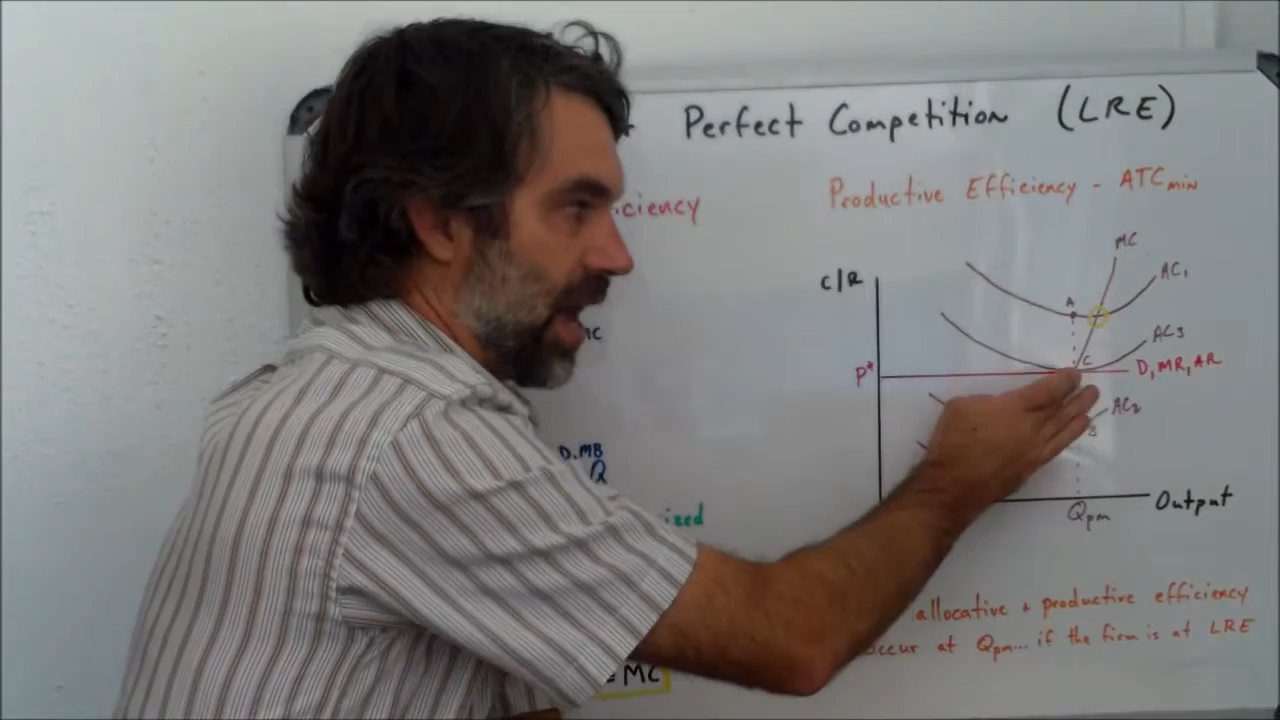 Perfect Competition (LRE)
Productive Efficiency - ATCmin
MC
C/R
AC1
A
AC3
C
P*
D, MR, AR
AC2
B
D, MB
Q
Output
Qpm
allocative + productive efficiency
occur at Qpm... if the firm is at LRE
= MC